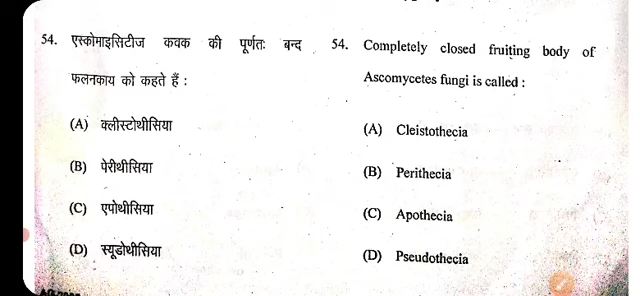 54. एस्कोमाइसिटीज कवक की पूर्णतः बन्द
फलनकाय को कहते हैं :
(A) क्लीस्टोथीसिया
(B) पेरीथीसिया
(C) एपोथीसिया
(D) स्यूडोथीसिया
54. Completely closed fruiting body of
Ascomycetes fungi is called :
(A) Cleistothecia
(B) Perithecia
(C) Apothecia
(D) Pseudothecia